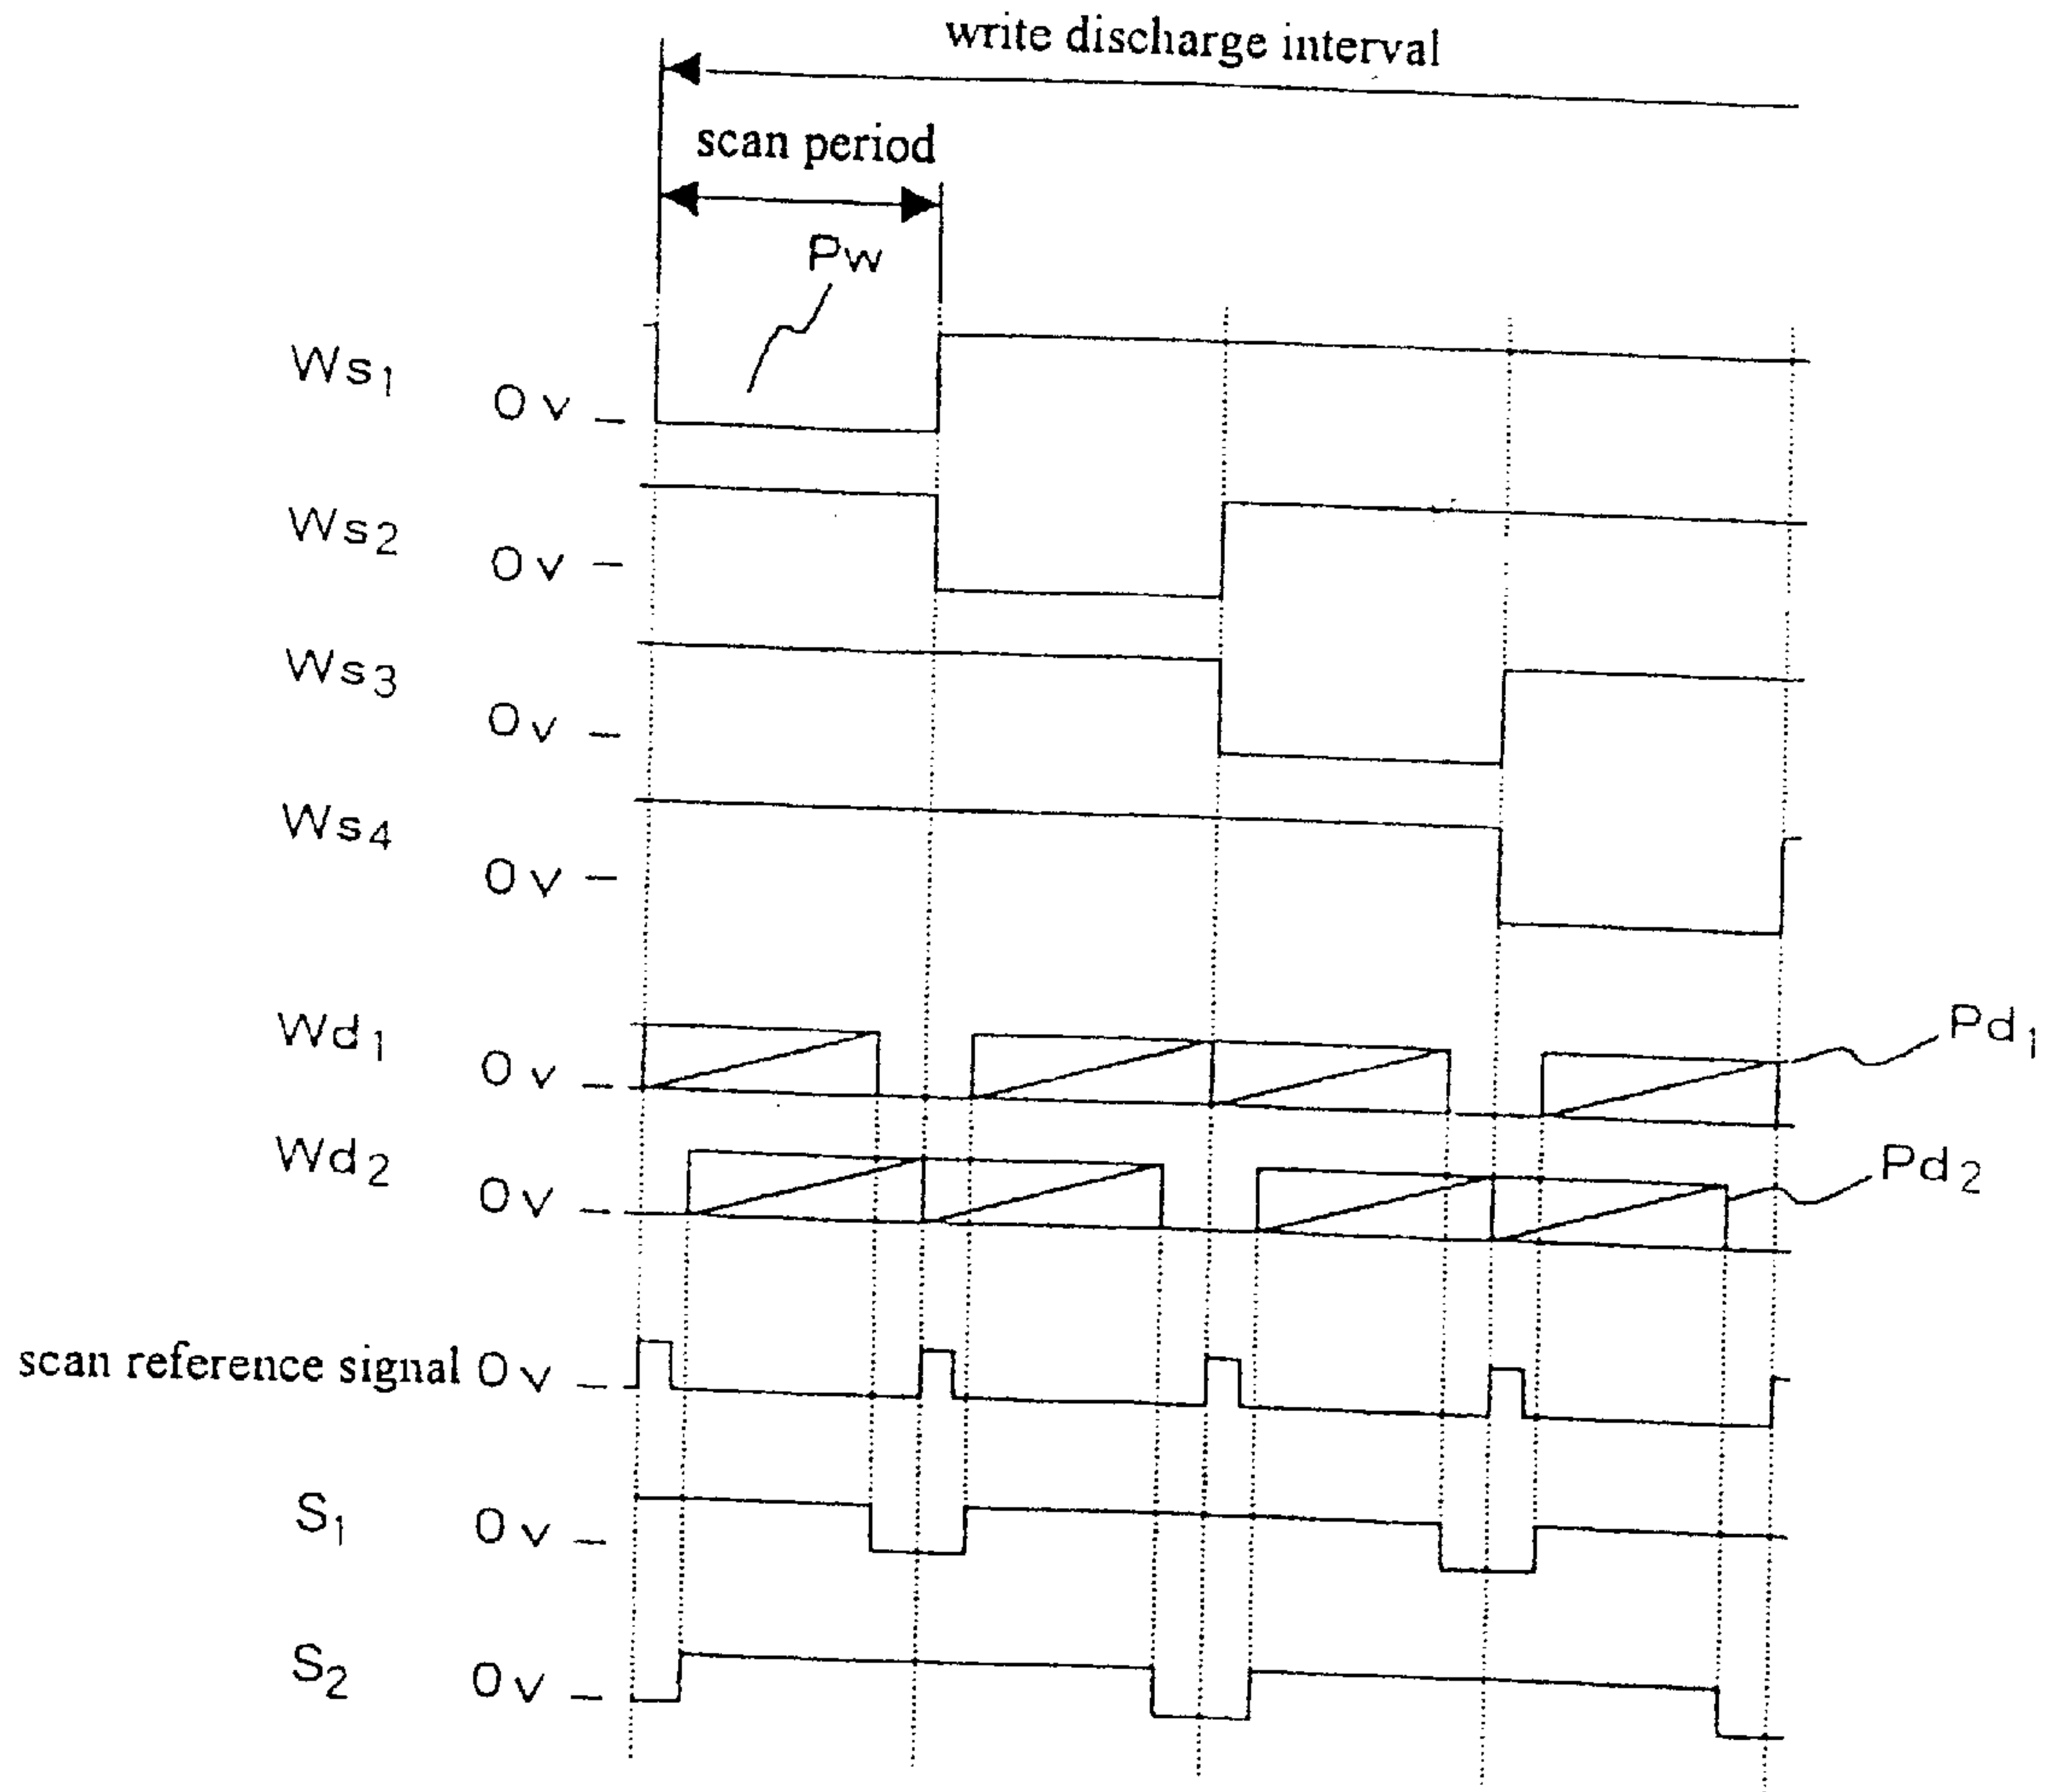 write discharge interval
scan period
Pw
Ws1
0v
Ws2
0v
Ws3
0v
Ws4
0v
Wd1
0v
Pd1
Wd2
0v
Pd2
scan reference signal 0v
S1
0v
S2
0v